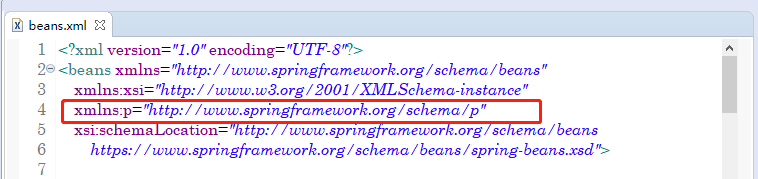 beans.xml
1 <?xml version="1.0" encoding="UTF-8"?>
2 <beans xmlns="http://www.springframework.org/schema/beans"
3 xmlns:xsi="http://www.w3.org/2001/XMLSchema-instance"
4 xmlns:p="http://www.springframework.org/schema/p"
5 xsi:schemaLocation="http://www.springframework.org/schema/beans
6 https://www.springframework.org/schema/beans/spring-beans.xsd">
7